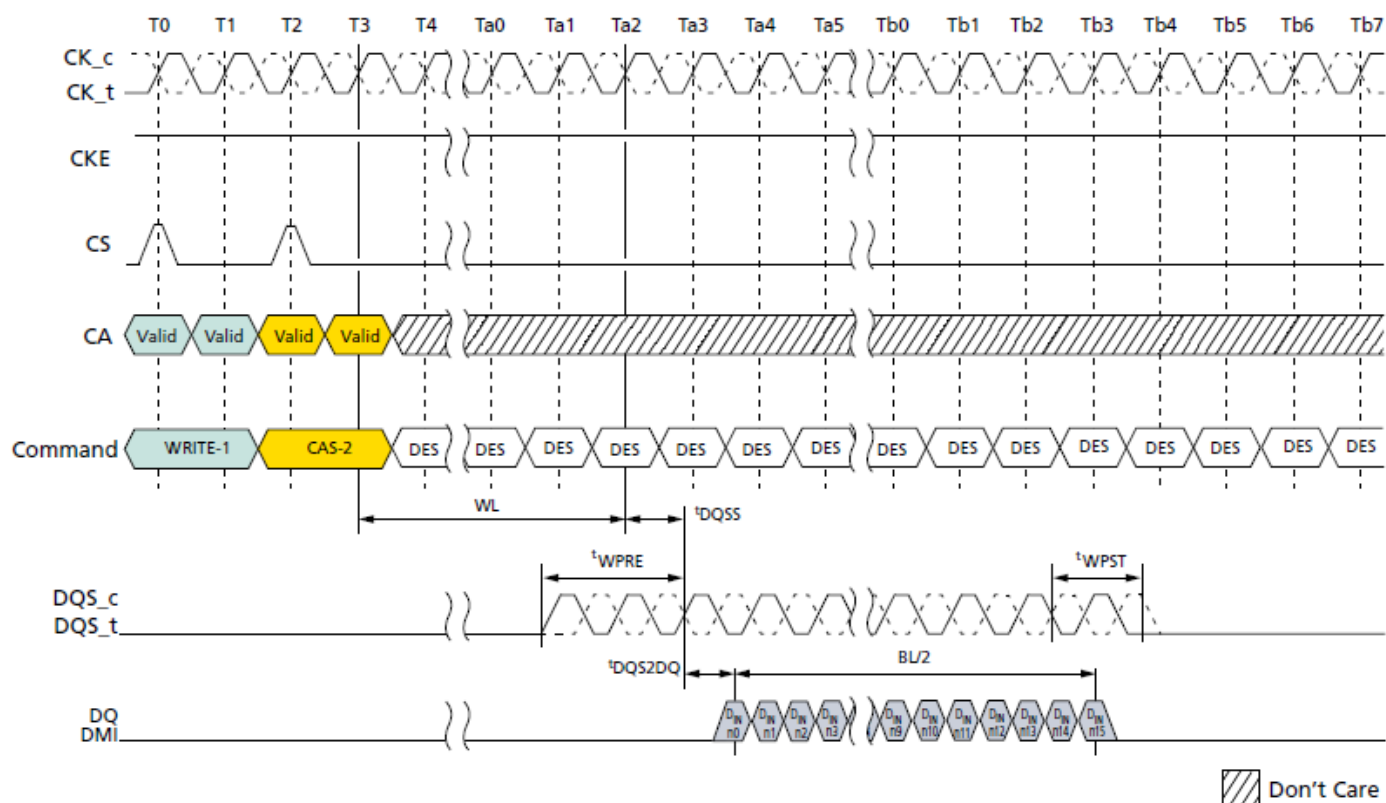 T0 T1 T2 T3 T4 Ta0 Ta1 Ta2 Ta3 Ta4 Ta5 Tb0 Tb1 Tb2 Tb3 Tb4 Tb5 Tb6 Tb7
CK_c
CK_t
CKE
CS
CA Valid Valid Valid Valid
Command WRITE-1 CAS-2 DES DES DES DES DES DES DES DES DES DES DES DES DES DES DES
WL tDQSS
tWPRE tWPST
DQS_c
DQS_t
tDQS2DQ BL/2
DQ
DMI
DIN DIN DIN DIN DIN DIN DIN DIN DIN DIN DIN
n0 n1 n2 n3 n9 n10 n11 n12 n13 n14 n15
Don't Care